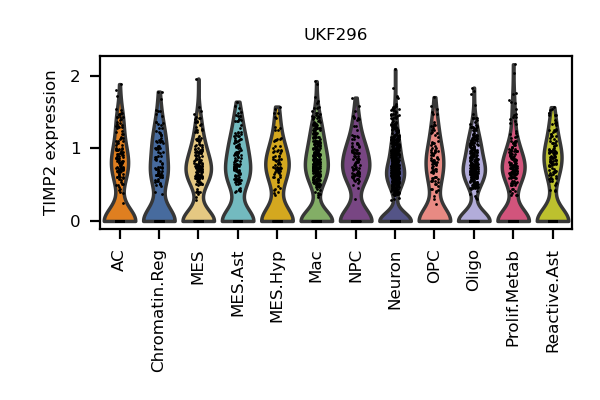 UKF296
TIMP2 expression
2
1
0
AC
Chromatin.Reg
MES
MES.Ast
MES.Hyp
Mac
NPC
Neuron
OPC
Oligo
Prolif.Metab
Reactive.Ast